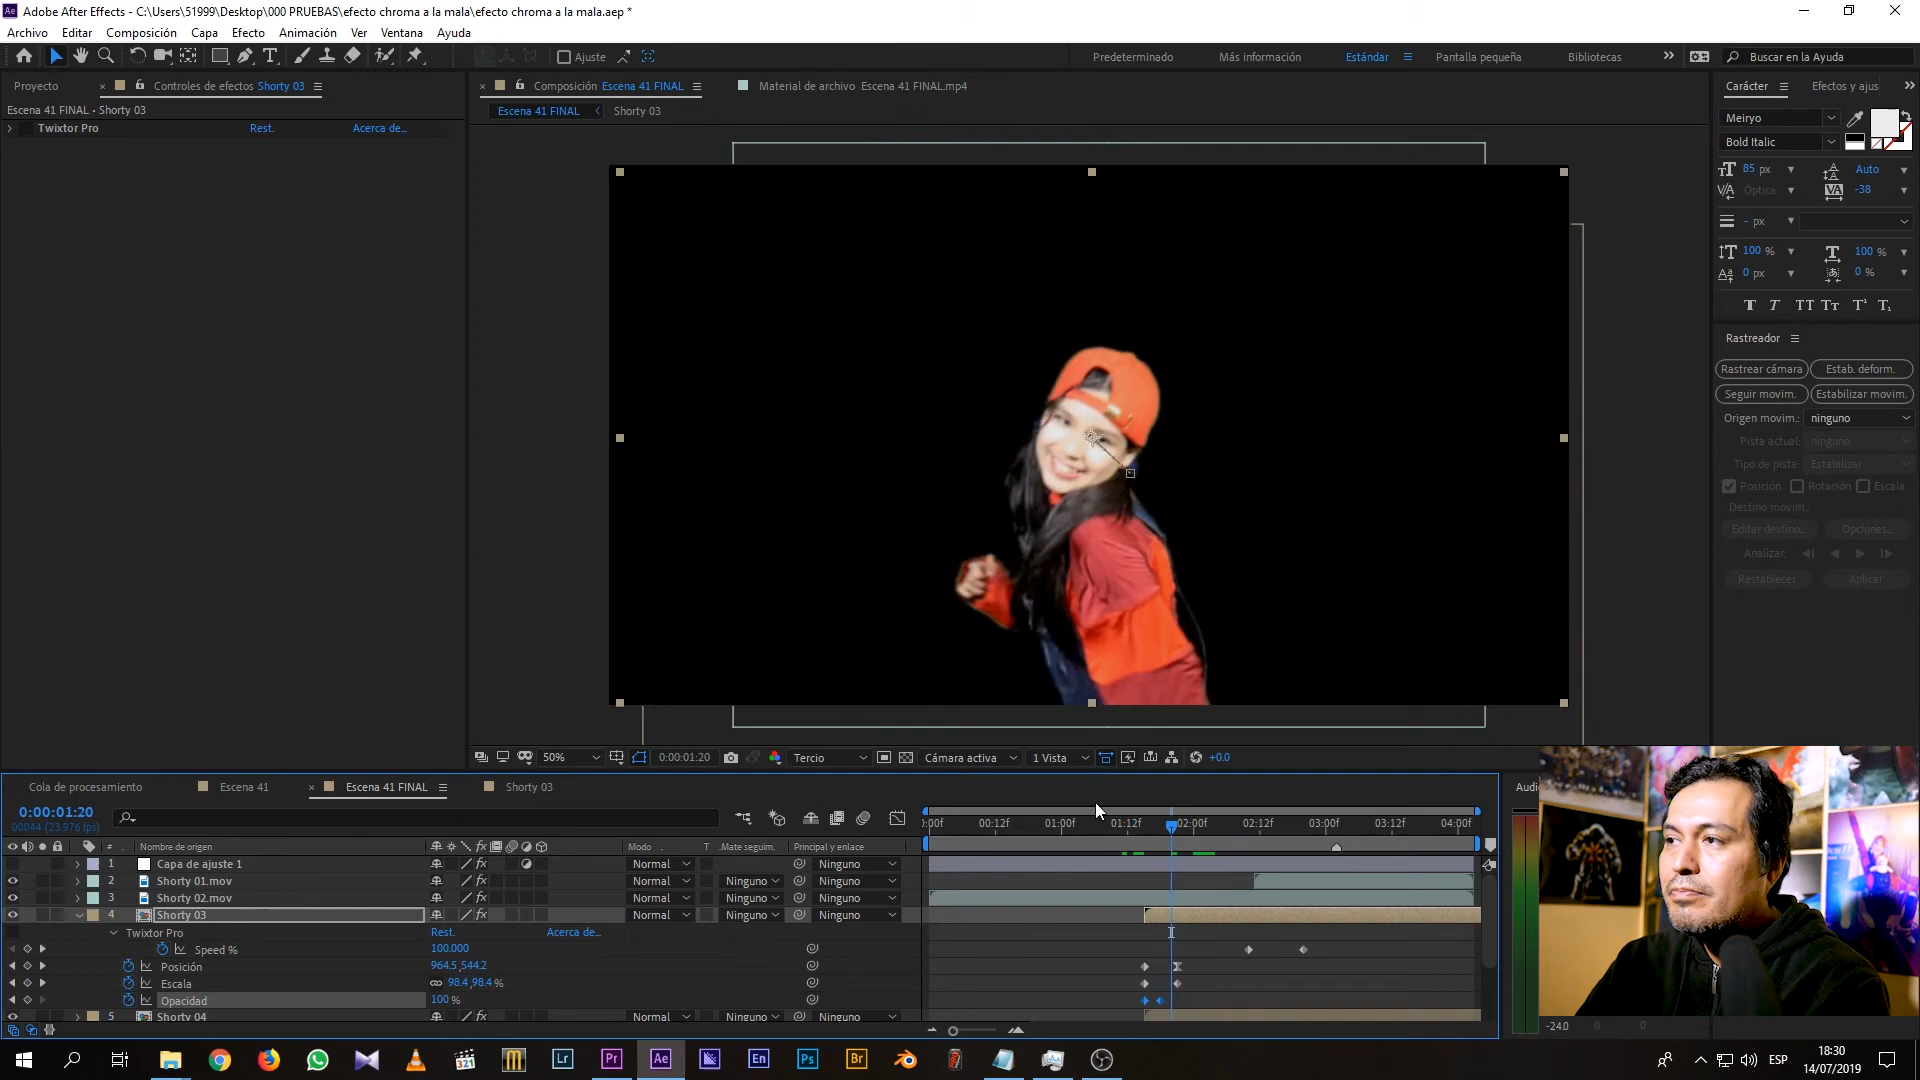 Adobe After Effects - C:\Users\51999\Desktop\000 PRUEBAS\efecto chroma a la mala\efecto chroma a la mala.aep *
Archivo Editar Composición Capa Efecto Animación Ver Ventana Ayuda
Ajuste
Predeterminado Más información Estándar Pantalla pequeña Bibliotecas Buscar en la Ayuda
Proyecto Controles de efectos Shorty 03
Composición Escena 41 FINAL Material de archivo Escena 41 FINAL.mp4
Carácter Efectos y ajus
Escena 41 FINAL • Shorty 03
Escena 41 FINAL Shorty 03
Meiryo
Twixtor Pro Rest. Acerca de...
Bold Italic
85 px Auto
Óptica -38
- px
100 % 100 %
0 px 0 %
Rastreador
Rastrear cámara Estab. deform.
Seguir movim. Estabilizar movim.
Origen movim.: ninguno
Pista actual: ninguno
Tipo de pista: Estabilizar
Posición Rotación Escala
Destino movim.:
Editar destino... Opciones...
Analizar:
Restablecer Aplicar
50% 0:00:01:20 Tercio Cámara activa 1 Vista +0.0
Cola de procesamiento Escena 41 Escena 41 FINAL Shorty 03
Audi
0:00:01:20
00044 (23.976 fps)
:00f 00:12f 01:00f 01:12f 02:00f 02:12f 03:00f 03:12f 04:00f
# Nombre de origen Modo T .Mate seguim. Principal y enlace
1 Capa de ajuste 1 Normal Ninguno
2 Shorty 01.mov Normal Ninguno Ninguno
3 Shorty 02.mov Normal Ninguno Ninguno
4 Shorty 03 Normal Ninguno Ninguno
Twixtor Pro Rest. Acerca de...
Speed % 100.000
Posición 964.5,544.2
Escala 98.4,98.4 %
Opacidad 100 %
5 Shorty 04 Normal Ninguno Ninguno
-24.0 0 0
ESP
18:30
14/07/2019